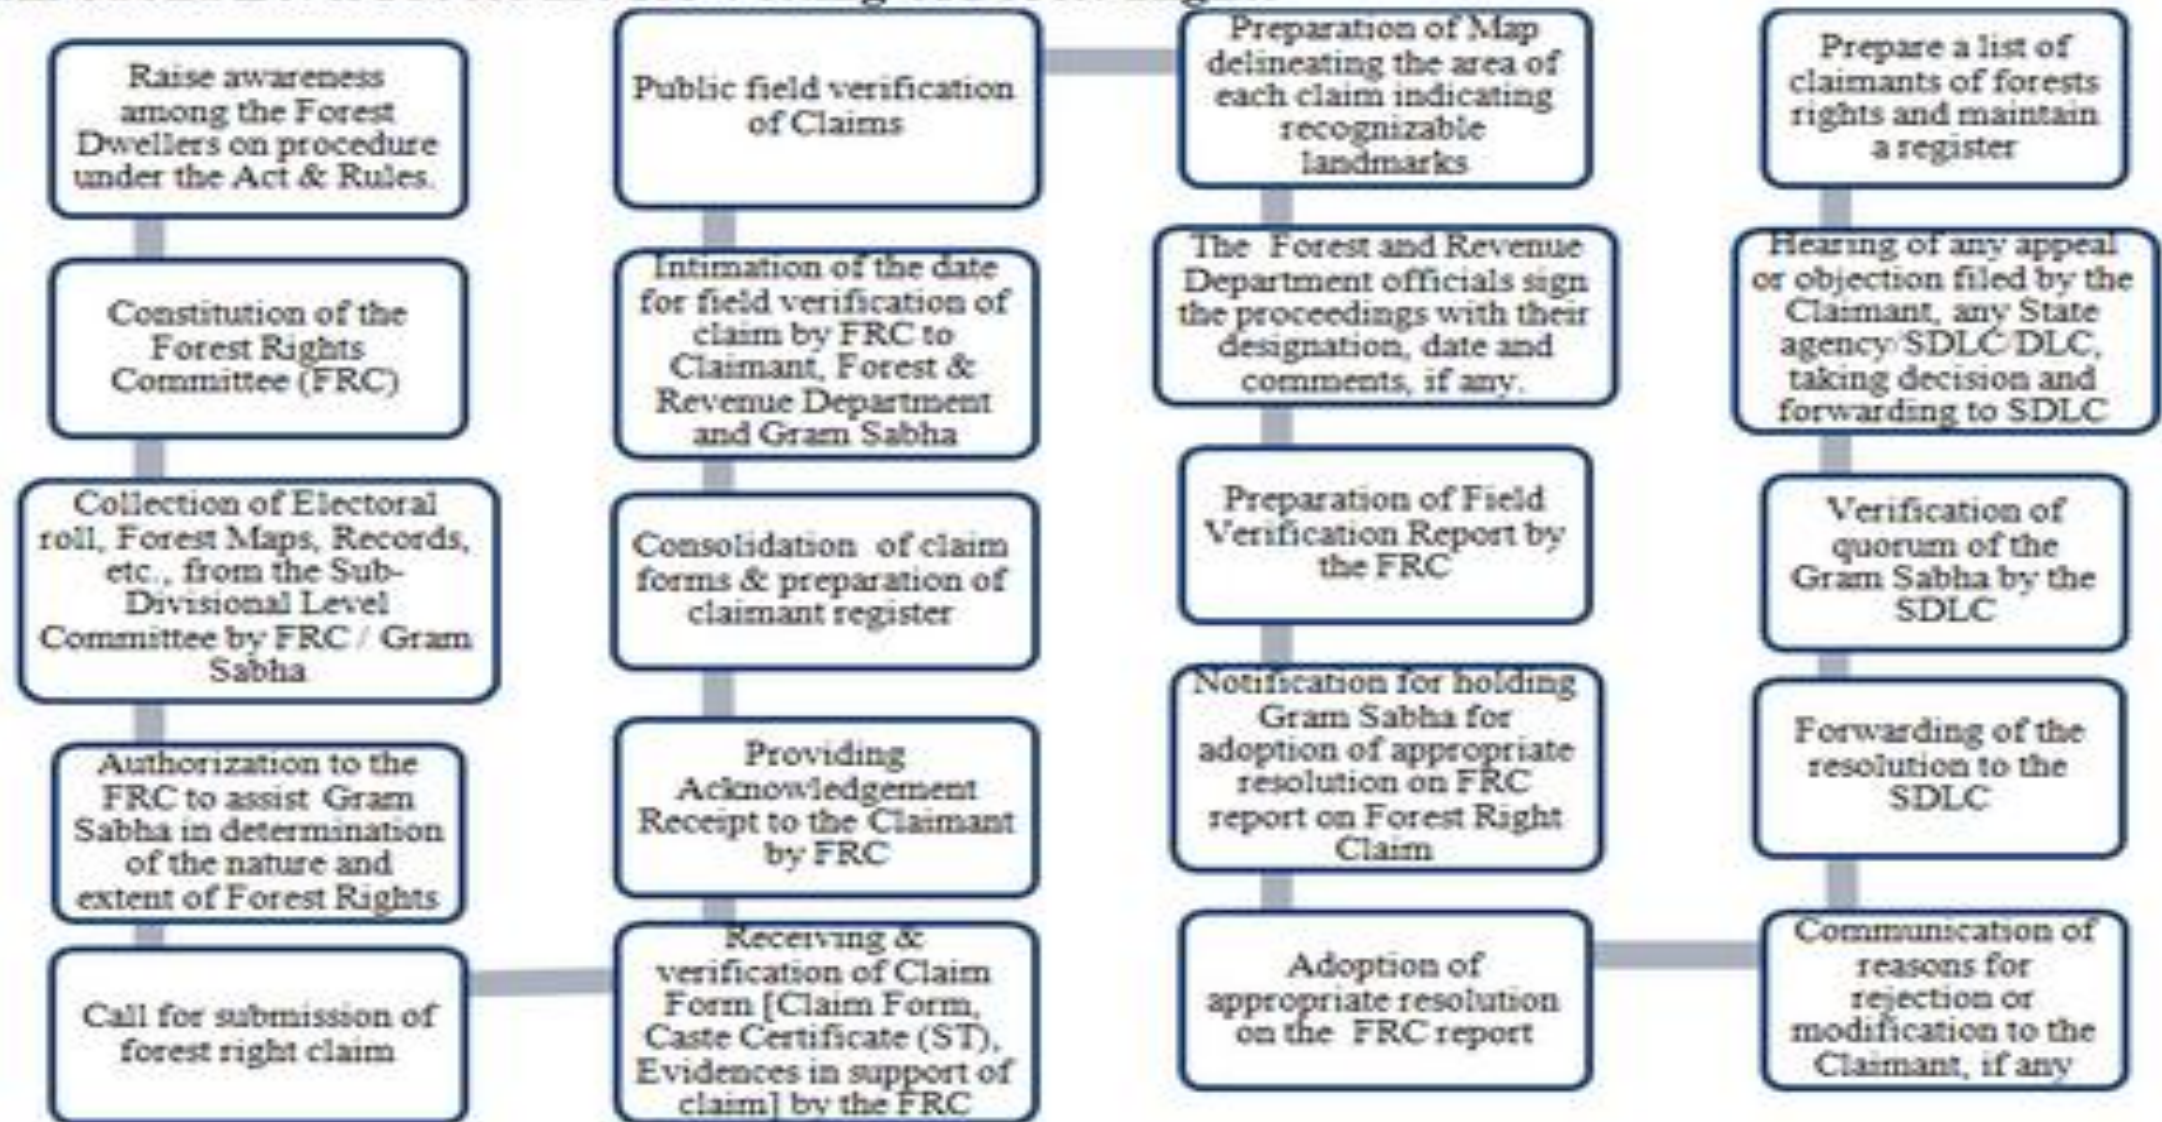 Raise awareness
among the Forest
Dwellers on procedure
under the Act & Rules.
Constitution of the
Forest Rights
Committee (FRC)
Collection of Electoral
roll, Forest Maps, Records,
etc., from the Sub-
Divisional Level
Committee by FRC / Gram
Sabha
Authorization to the
FRC to assist Gram
Sabha in determination
of the nature and
extent of Forest Rights
Call for submission of
forest right claim
Receiving &
verification of Claim
Form [Claim Form,
Caste Certificate (ST),
Evidences in support of
claim] by the FRC
Providing
Acknowledgement
Receipt to the Claimant
by FRC
Consolidation of claim
forms & preparation of
claimant register
Intimation of the date
for field verification of
claim by FRC to
Claimant, Forest &
Revenue Department
and Gram Sabha
Public field verification
of Claims
Preparation of Map
delineating the area of
each claim indicating
recognizable
landmarks
The Forest and Revenue
Department officials sign
the proceedings with their
designation, date and
comments, if any.
Preparation of Field
Verification Report by
the FRC
Notification for holding
Gram Sabha for
adoption of appropriate
resolution on FRC
report on Forest Right
Claim
Adoption of
appropriate resolution
on the FRC report
Communication of
reasons for
rejection or
modification to the
Claimant, if any
Forwarding of the
resolution to the
SDLC
Verification of
quorum of the
Gram Sabha by the
SDLC
Hearing of any appeal
or objection filed by the
Claimant, any State
agency/SDLC/DLC,
taking decision and
forwarding to SDLC
Prepare a list of
claimants of forests
rights and maintain
a register